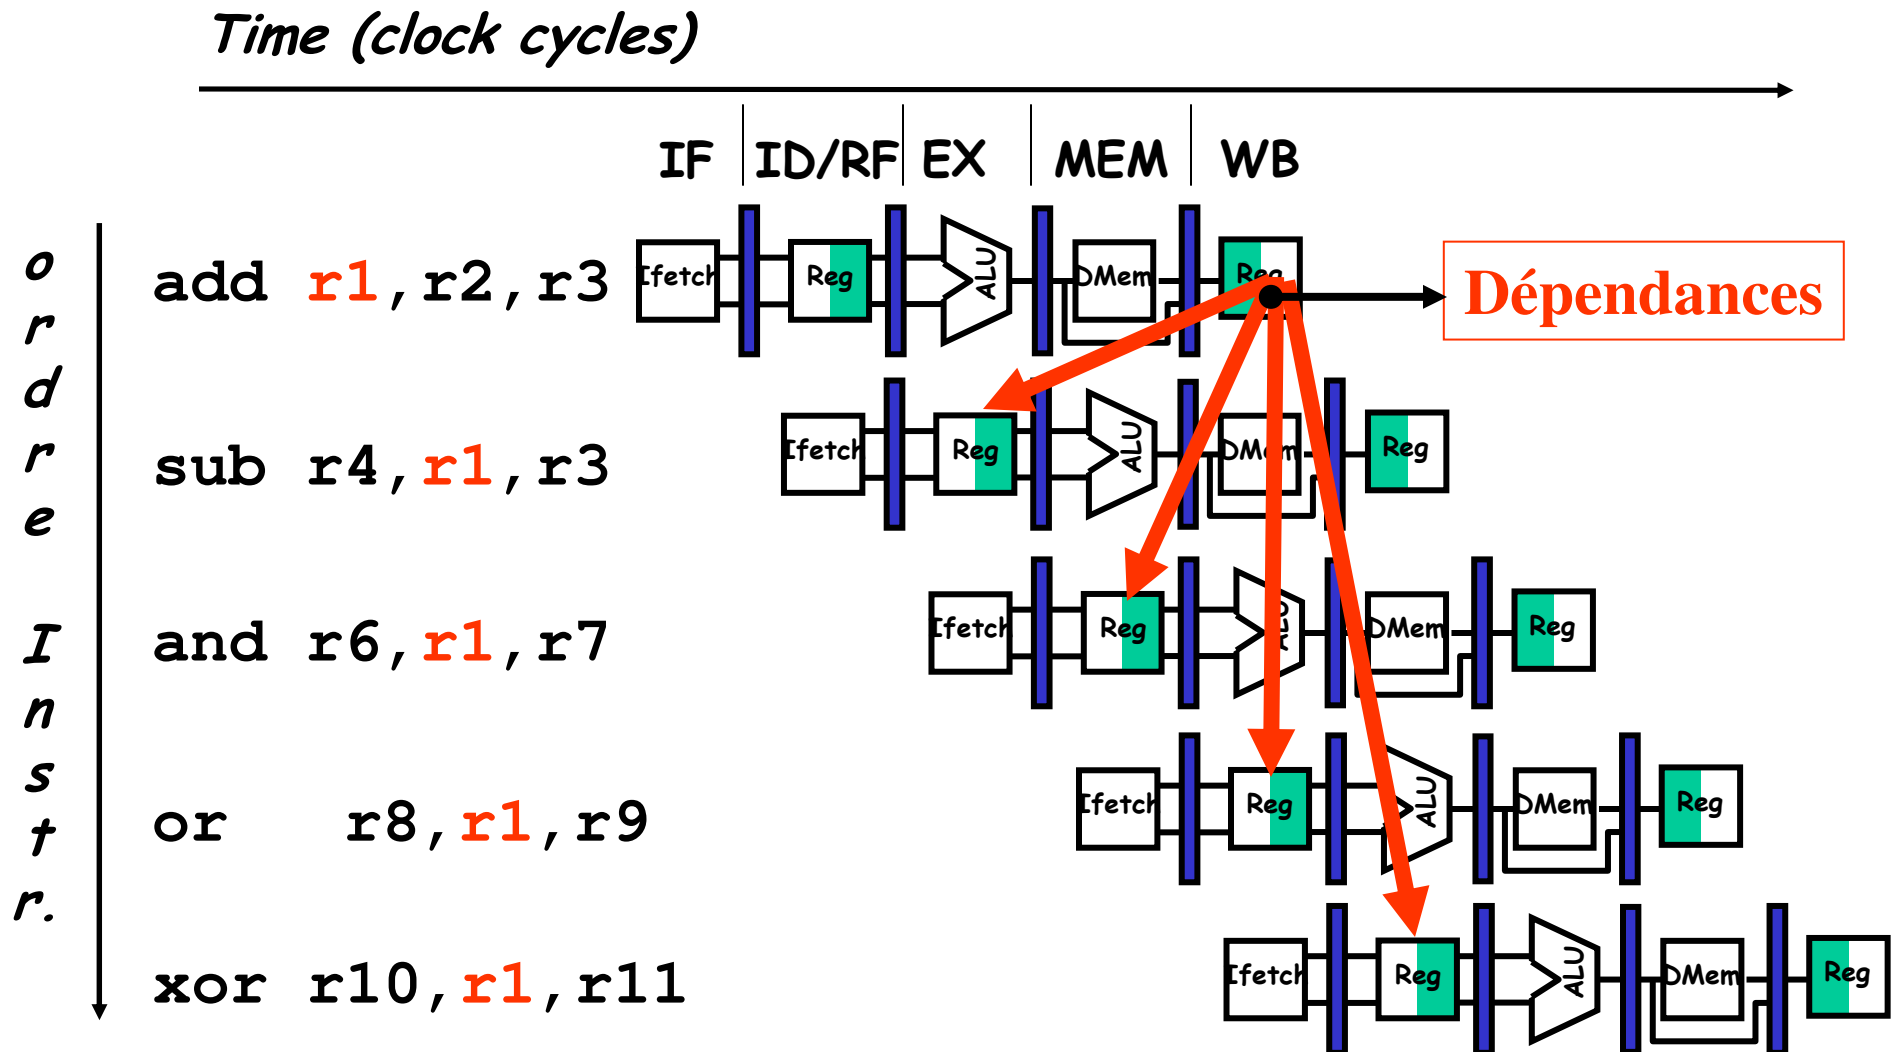 Time (clock cycles)
IF ID/RF EX MEM WB
ordre Instr.
add r1,r2,r3
Ifetch Reg ALU DMem Reg
Dépendances
sub r4,r1,r3
Ifetch Reg ALU DMem Reg
and r6,r1,r7
Ifetch Reg ALU DMem Reg
or r8,r1,r9
Ifetch Reg ALU DMem Reg
xor r10,r1,r11
Ifetch Reg ALU DMem Reg